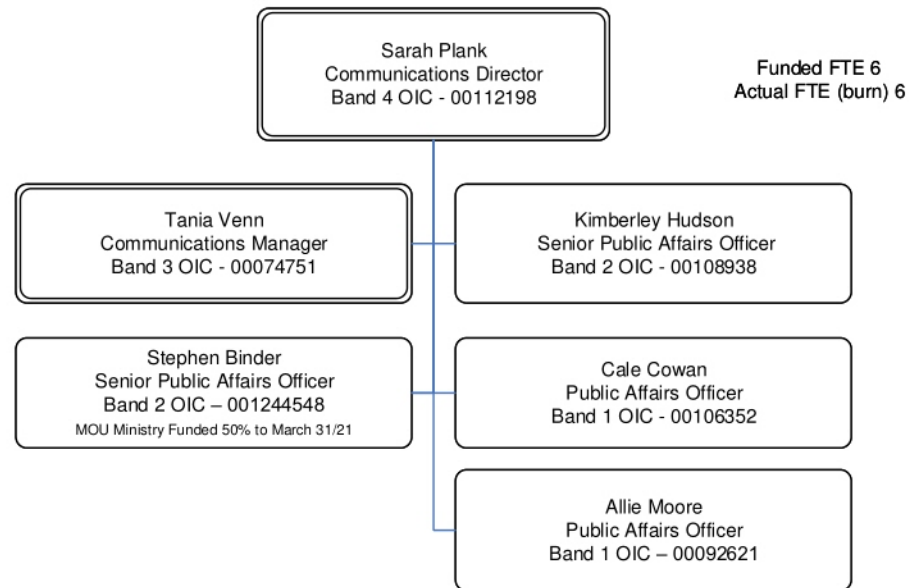 Sarah Plank
Communications Director
Band 4 OIC - 00112198
Funded FTE 6
Actual FTE (burn) 6
Tania Venn
Communications Manager
Band 3 OIC - 00074751
Kimberley Hudson
Senior Public Affairs Officer
Band 2 OIC - 00108938
Stephen Binder
Senior Public Affairs Officer
Band 2 OIC – 001244548
MOU Ministry Funded 50% to March 31/21
Cale Cowan
Public Affairs Officer
Band 1 OIC - 00106352
Allie Moore
Public Affairs Officer
Band 1 OIC – 00092621